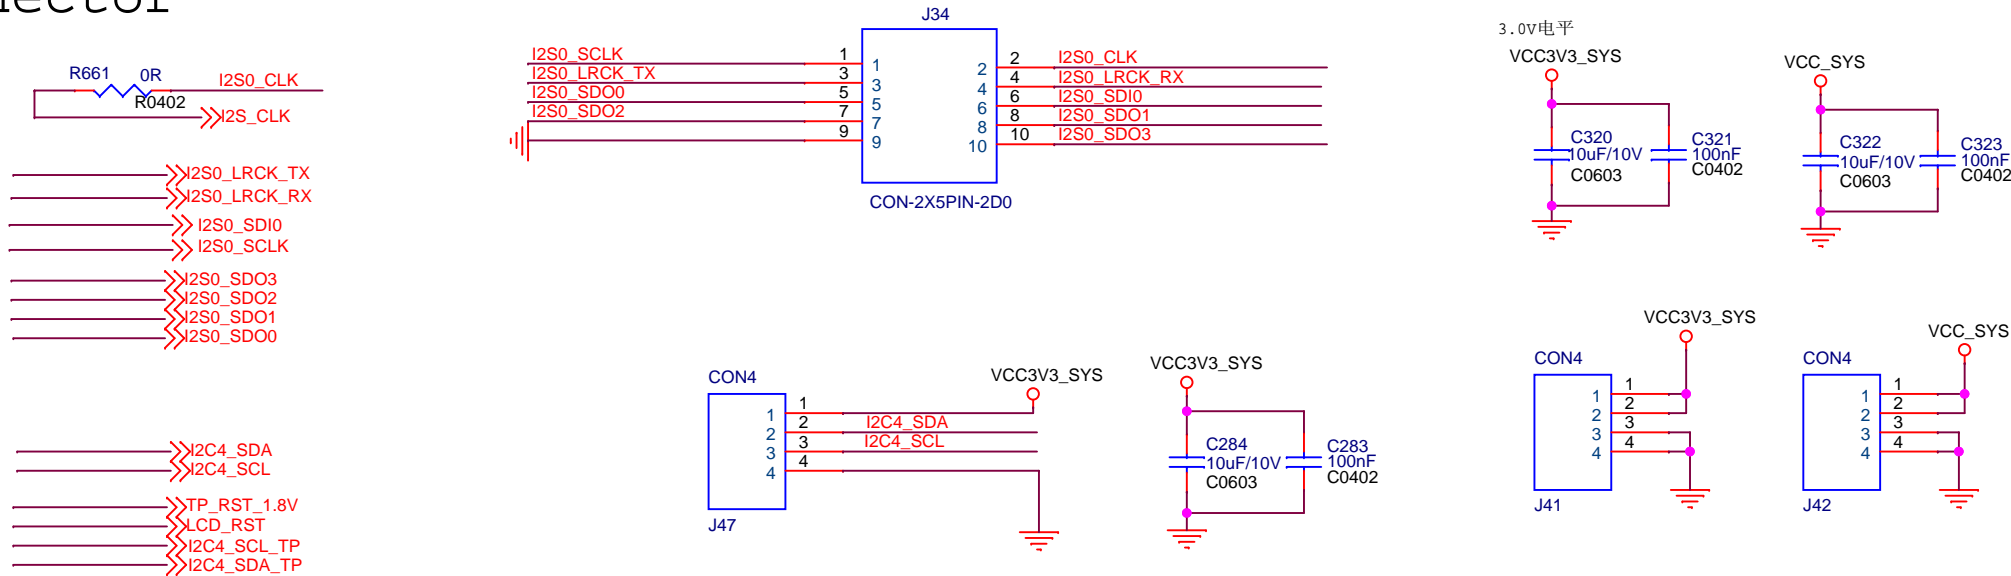 R661 0R I2S0_CLK
R0402
I2S_CLK
I2S0_LRCK_TX
I2S0_LRCK_RX
I2S0_SDI0
I2S0_SCLK
I2S0_SDO3
I2S0_SDO2
I2S0_SDO1
I2S0_SDO0
I2C4_SDA
I2C4_SCL
TP_RST_1.8V
LCD_RST
I2C4_SCL_TP
I2C4_SDA_TP
J34
I2S0_SCLK 1 1 2 2 I2S0_CLK
I2S0_LRCK_TX 3 3 4 4 I2S0_LRCK_RX
I2S0_SDO0 5 5 6 6 I2S0_SDI0
I2S0_SDO2 7 7 8 8 I2S0_SDO1
9 9 10 10 I2S0_SDO3
CON-2X5PIN-2D0
CON4
VCC3V3_SYS
1 1
2 2 I2C4_SDA
3 3 I2C4_SCL
4 4
J47
VCC3V3_SYS
C284
10uF/10V
C0603
C283
100nF
C0402
3.0V电平
VCC3V3_SYS
C320
10uF/10V
C0603
C321
100nF
C0402
VCC_SYS
C322
10uF/10V
C0603
C323
100nF
C0402
VCC3V3_SYS
CON4
1 1
2 2
3 3
4 4
J41
VCC_SYS
CON4
1 1
2 2
3 3
4 4
J42